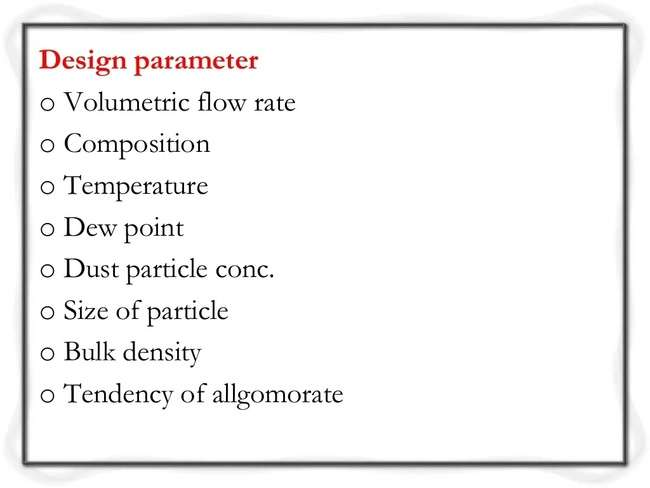 Design parameter
o Volumetric flow rate
o Composition
o Temperature
o Dew point
o Dust particle conc.
o Size of particle
o Bulk density
o Tendency of allgomorate